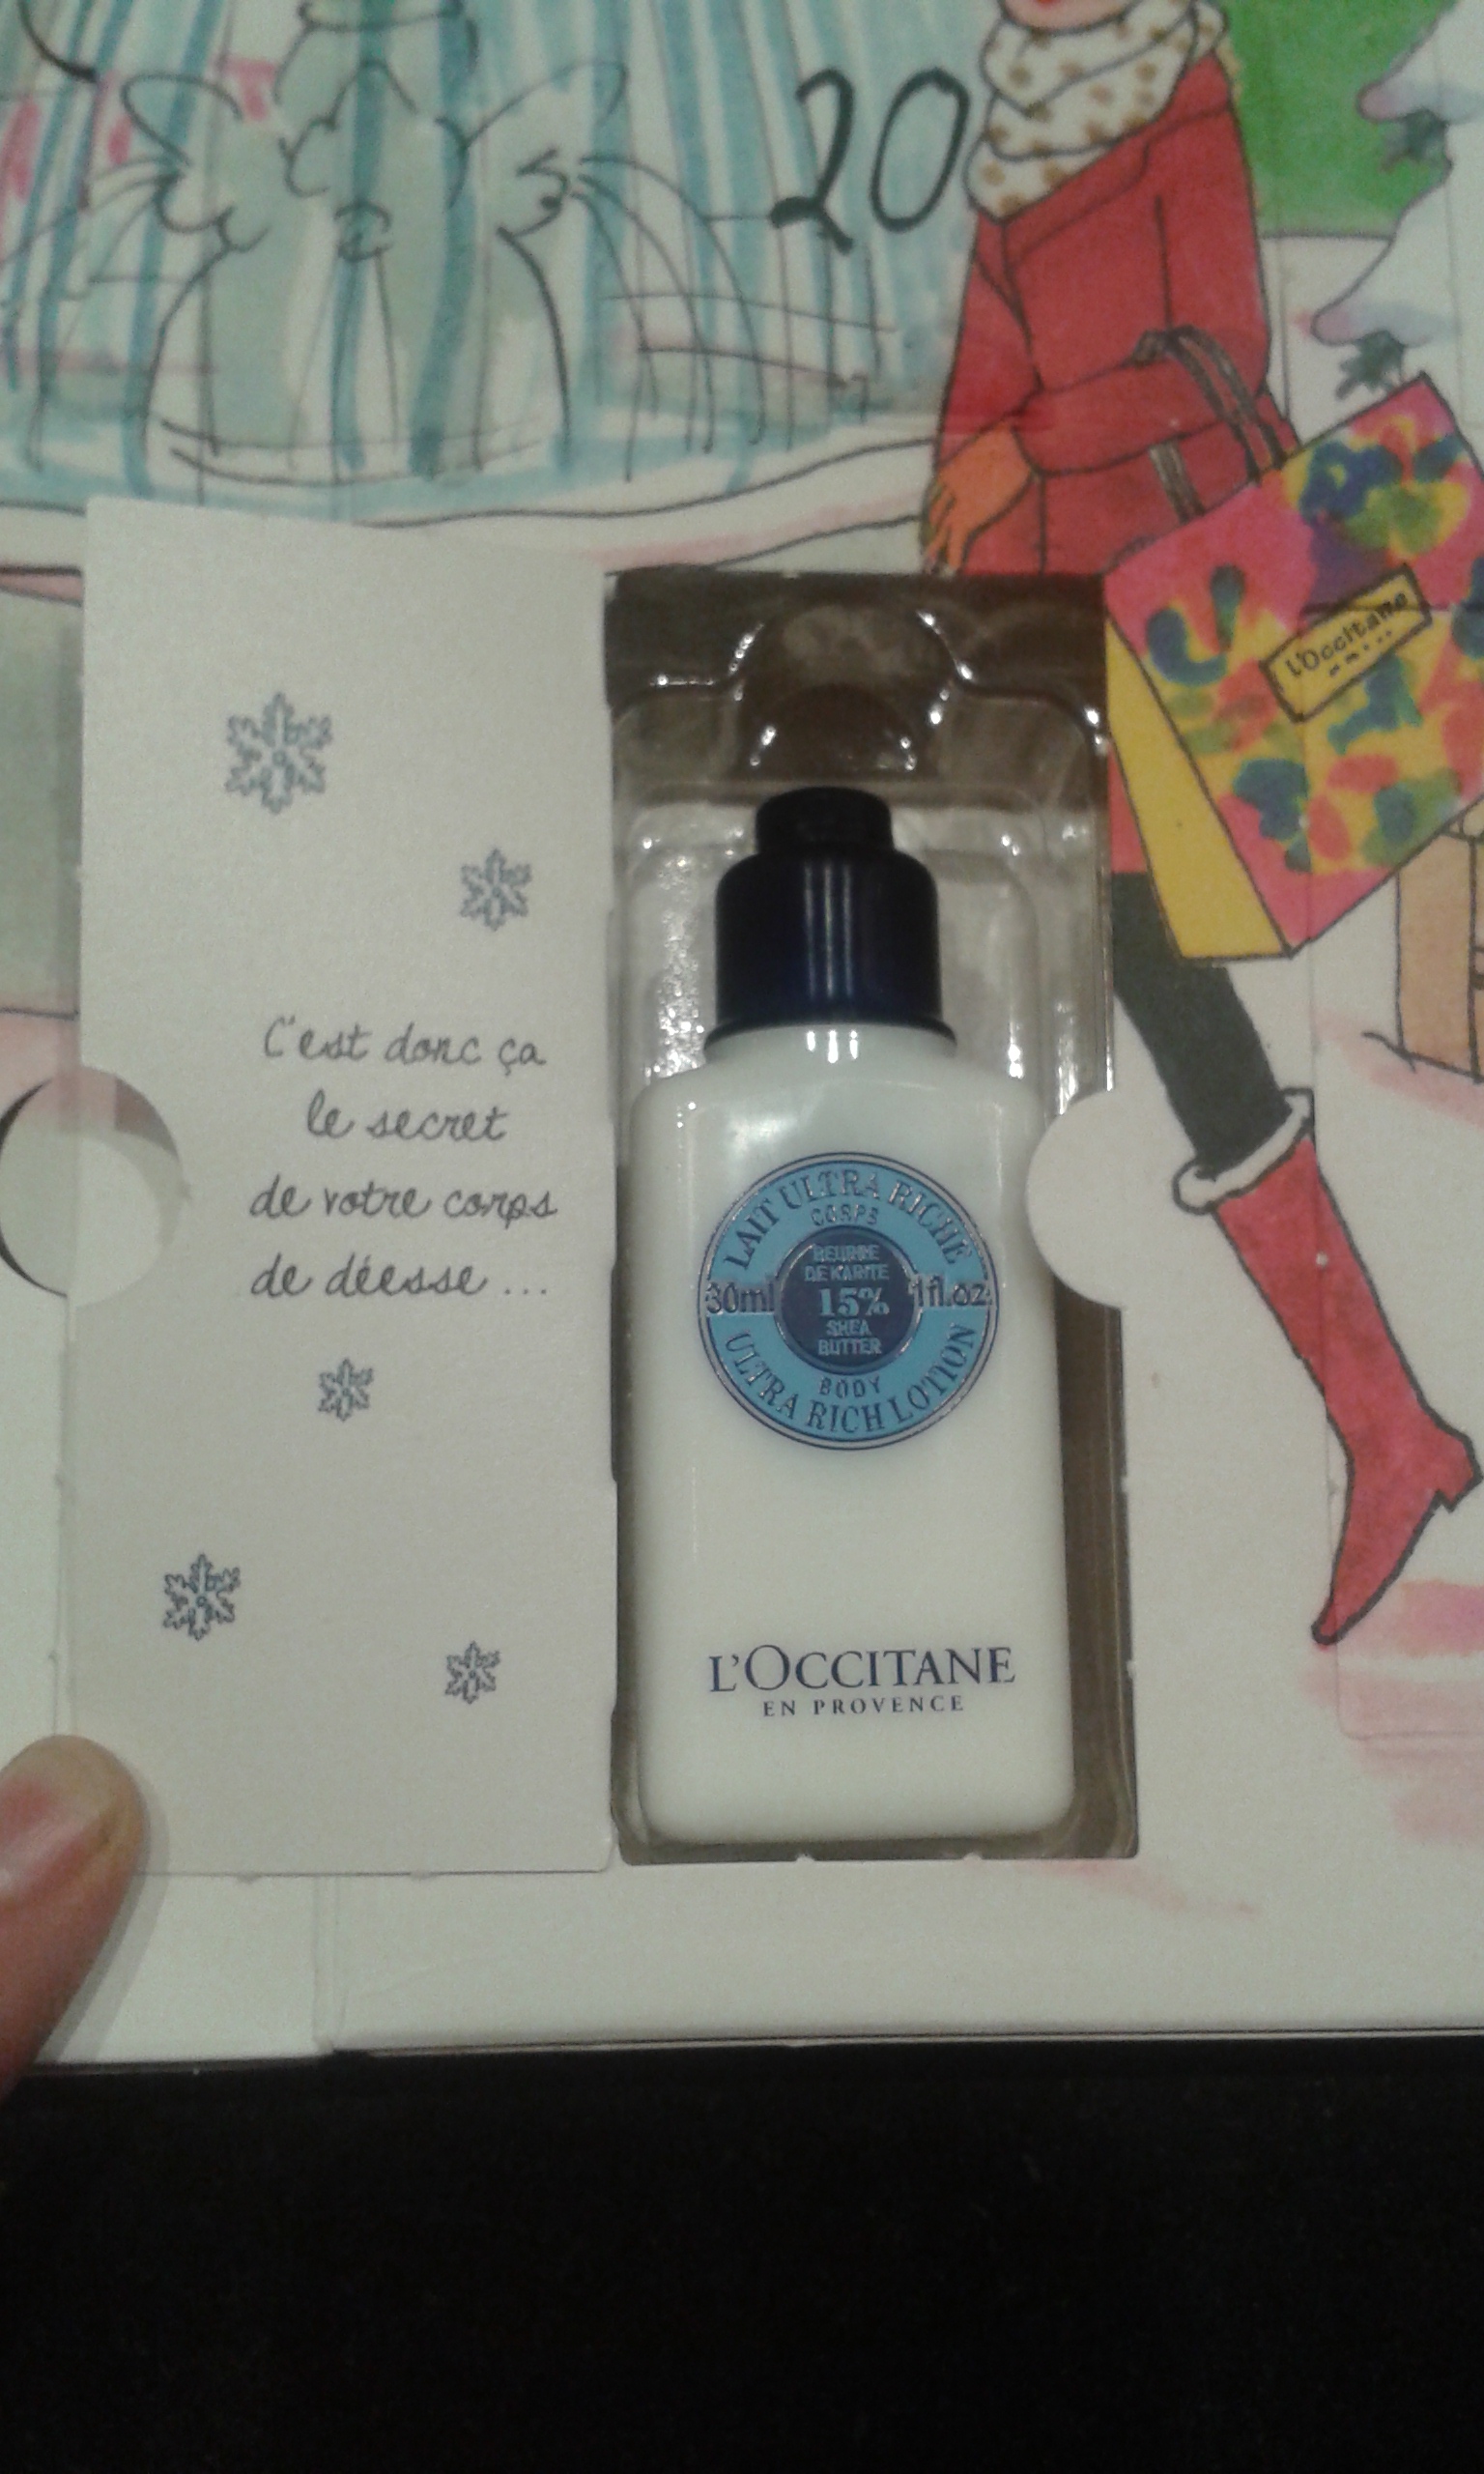 20
L'Occitane
C'est donc ça
le secret
de votre corps
de déesse ...
LAIT ULTRA RICHE
CORPS
BEURRE
DE KARITE
30ml 15% 1fl.oz
SHEA
BUTTER
BODY
ULTRA RICH LOTION
L'OCCITANE
EN PROVENCE